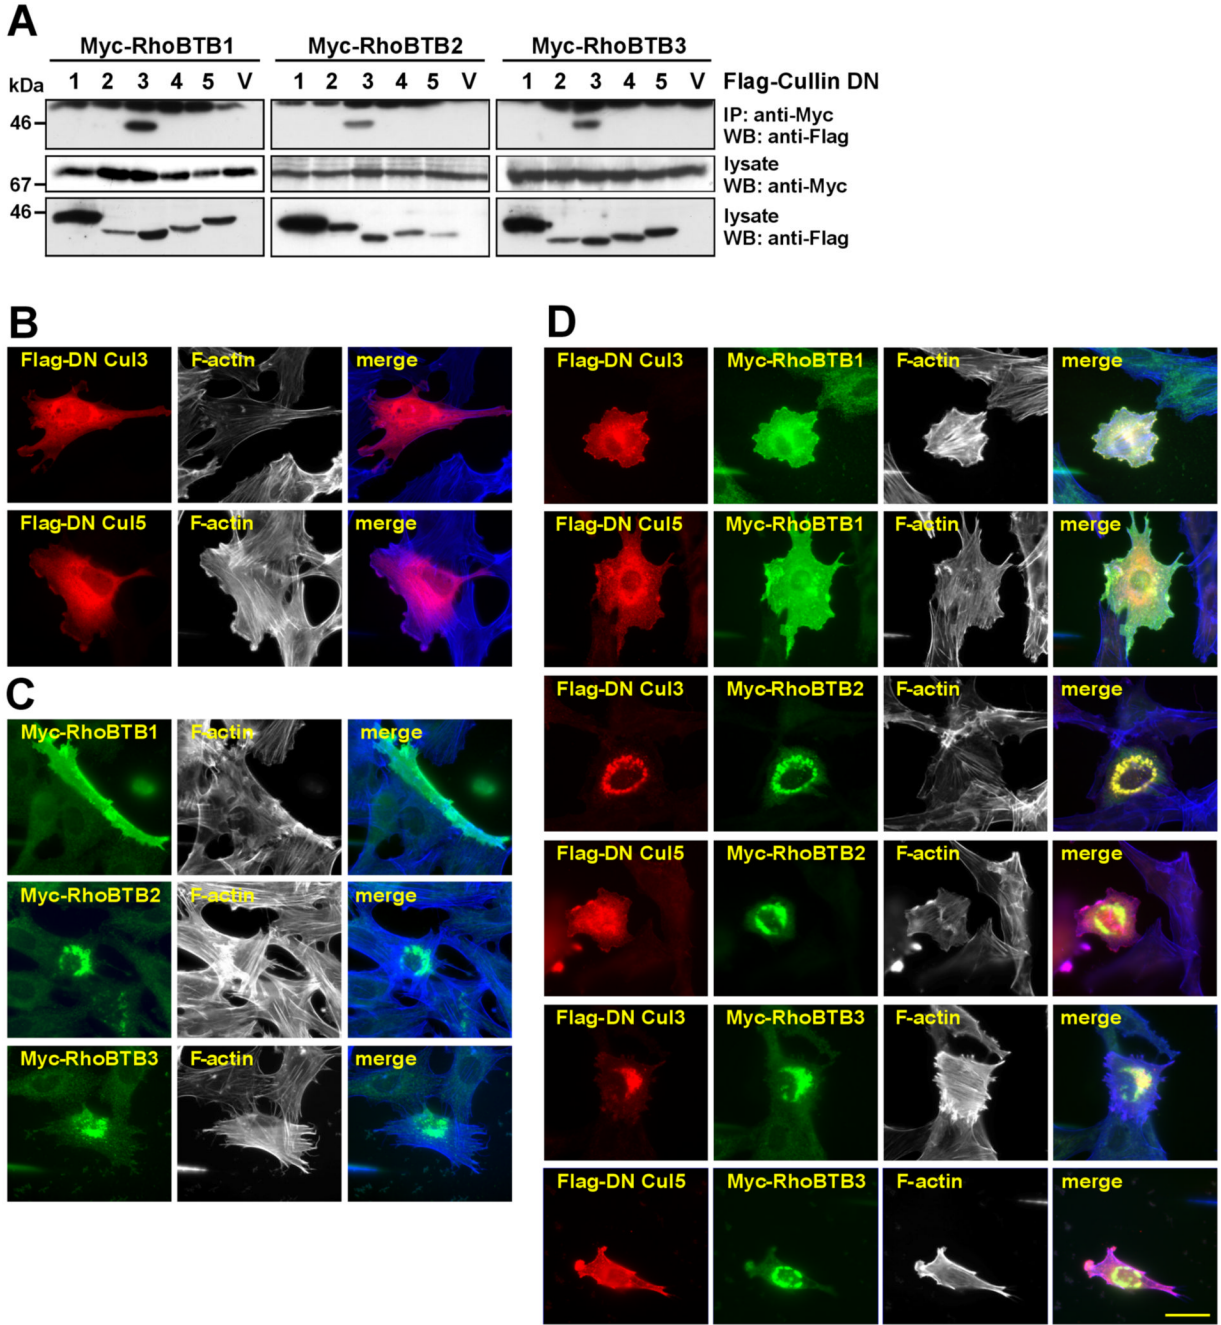 A
Myc-RhoBTB1 Myc-RhoBTB2 Myc-RhoBTB3
kDa 1 2 3 4 5 V 1 2 3 4 5 V 1 2 3 4 5 V Flag-Cullin DN
46 IP: anti-Myc
WB: anti-Flag
lysate
67 WB: anti-Myc
46 lysate
WB: anti-Flag
B
Flag-DN Cul3 F-actin merge
Flag-DN Cul5 F-actin merge
C
Myc-RhoBTB1 F-actin merge
Myc-RhoBTB2 F-actin merge
Myc-RhoBTB3 F-actin merge
D
Flag-DN Cul3 Myc-RhoBTB1 F-actin merge
Flag-DN Cul5 Myc-RhoBTB1 F-actin merge
Flag-DN Cul3 Myc-RhoBTB2 F-actin merge
Flag-DN Cul5 Myc-RhoBTB2 F-actin merge
Flag-DN Cul3 Myc-RhoBTB3 F-actin merge
Flag-DN Cul5 Myc-RhoBTB3 F-actin merge